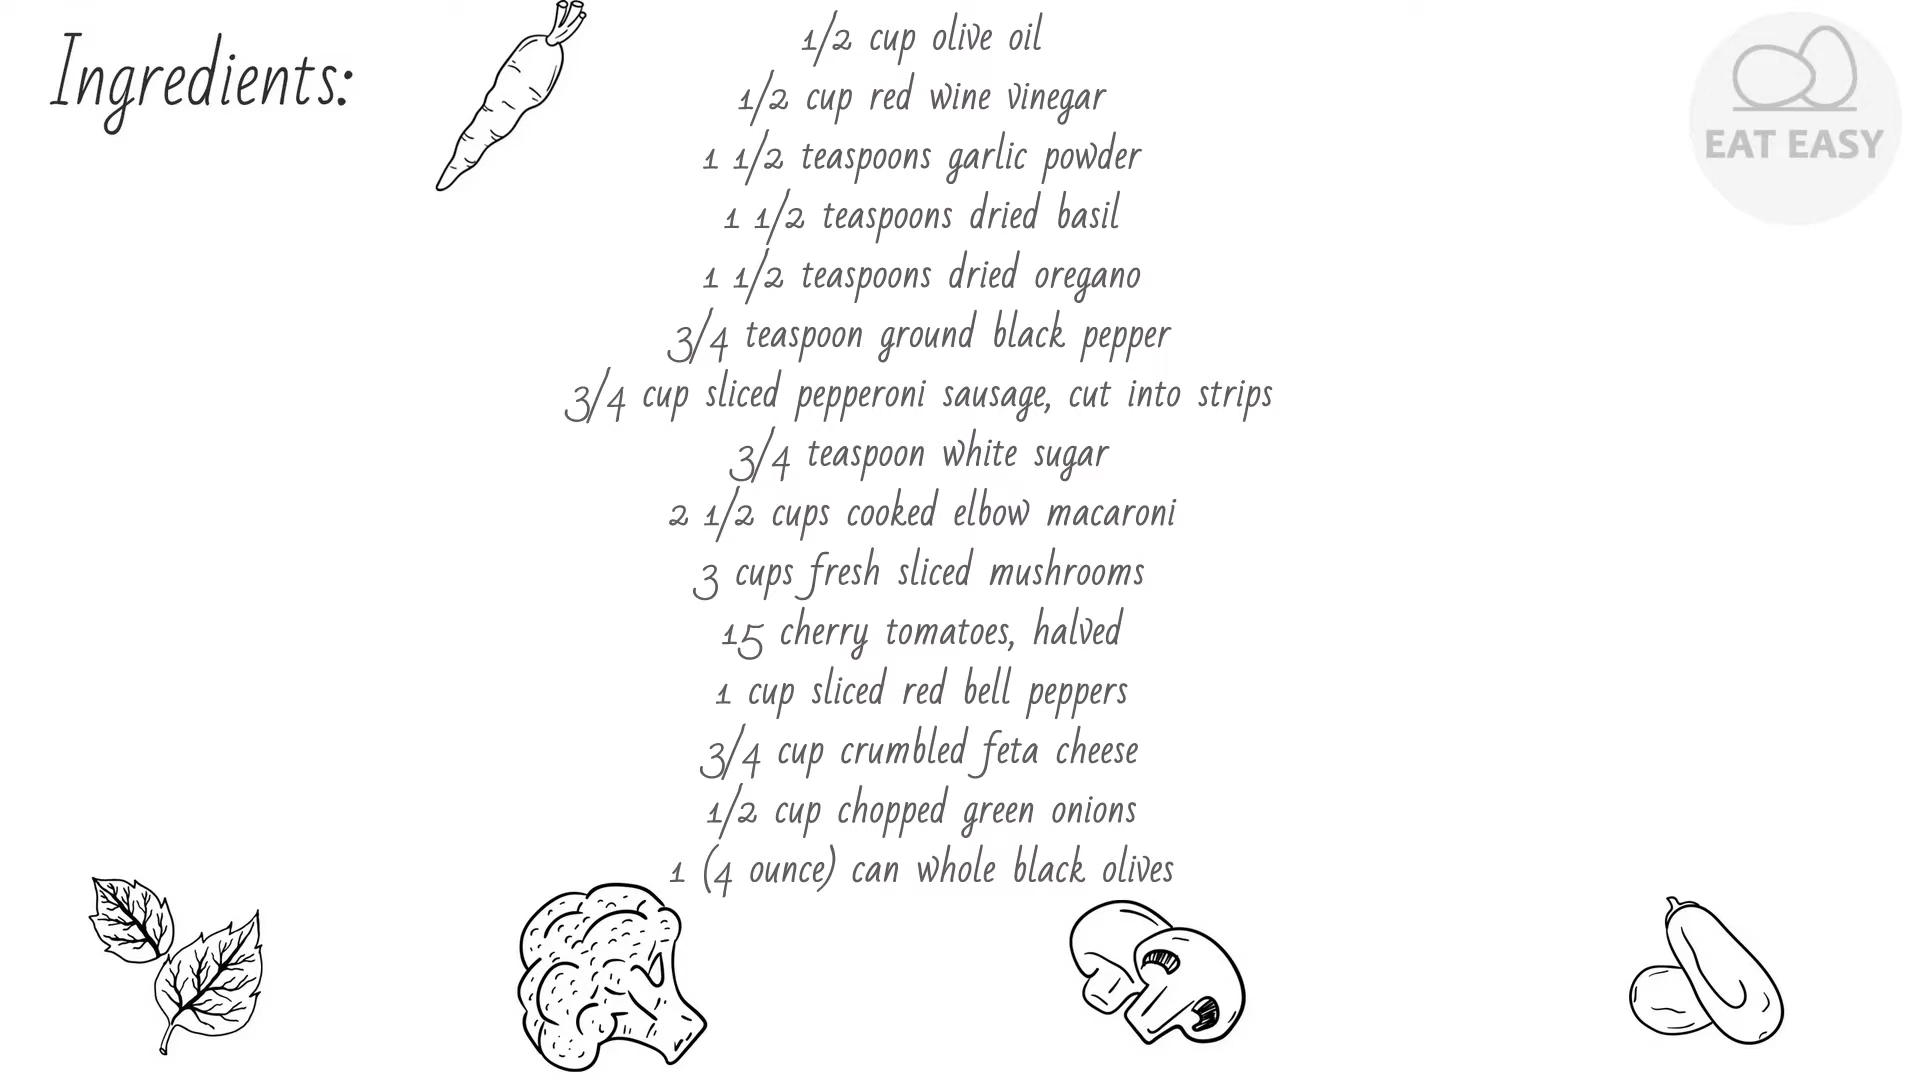 Ingredients:
1/2 cup olive oil
1/2 cup red wine vinegar
1 1/2 teaspoons garlic powder
1 1/2 teaspoons dried basil
1 1/2 teaspoons dried oregano
3/4 teaspoon ground black pepper
3/4 cup sliced pepperoni sausage, cut into strips
3/4 teaspoon white sugar
2 1/2 cups cooked elbow macaroni
3 cups fresh sliced mushrooms
15 cherry tomatoes, halved
1 cup sliced red bell peppers
3/4 cup crumbled feta cheese
1/2 cup chopped green onions
1 (4 ounce) can whole black olives
EAT EASY